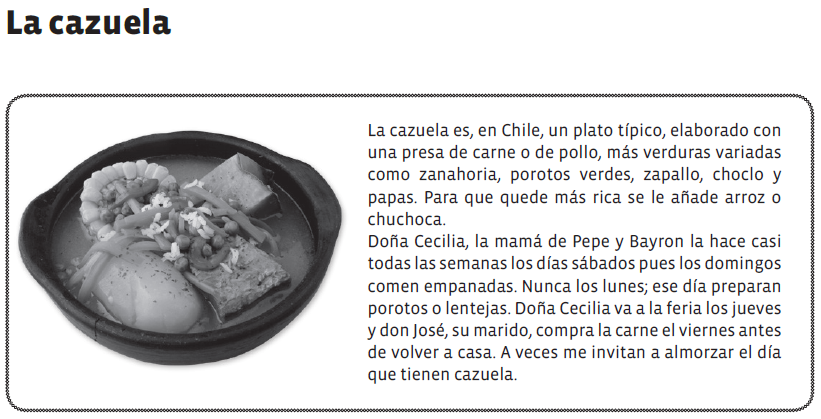 La cazuela
La cazuela es, en Chile, un plato típico, elaborado con
una presa de carne o de pollo, más verduras variadas
como zanahoria, porotos verdes, zapallo, choclo y
papas. Para que quede más rica se le añade arroz o
chuchoca.
Doña Cecilia, la mamá de Pepe y Bayron la hace casi
todas las semanas los días sábados pues los domingos
comen empanadas. Nunca los lunes; ese día preparan
porotos o lentejas. Doña Cecilia va a la feria los jueves
y don José, su marido, compra la carne el viernes antes
de volver a casa. A veces me invitan a almorzar el día
que tienen cazuela.